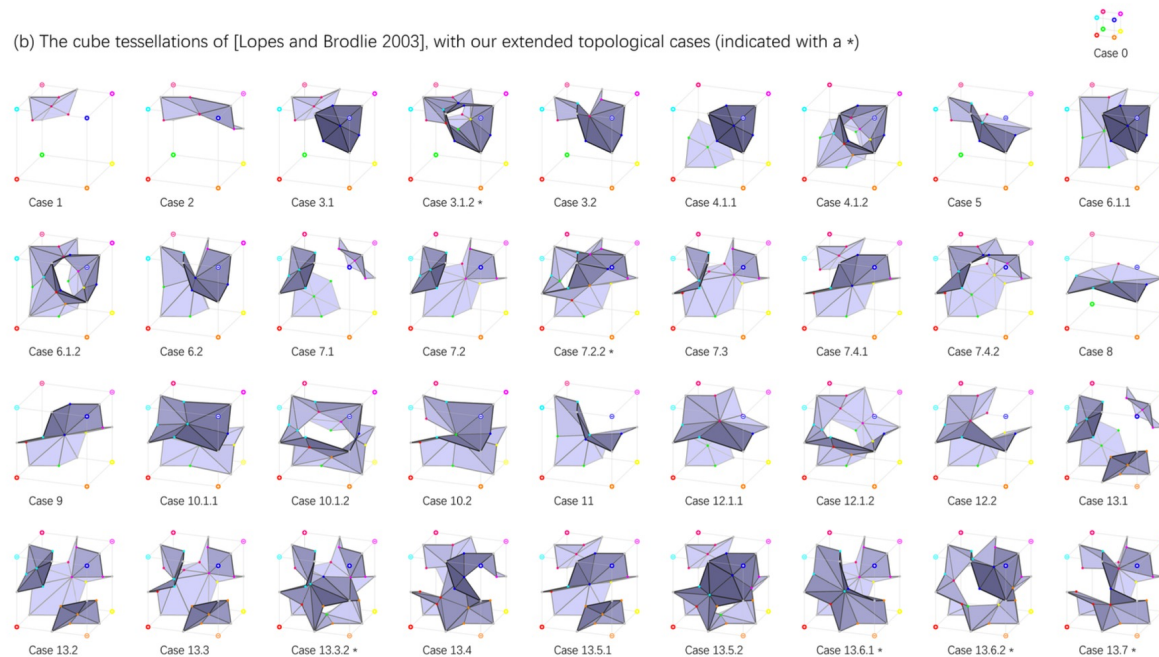 (b) The cube tessellations of [Lopes and Brodlie 2003], with our extended topological cases (indicated with a *)
Case 0
Case 1 Case 2 Case 3.1 Case 3.1.2 * Case 3.2 Case 4.1.1 Case 4.1.2 Case 5 Case 6.1.1
Case 6.1.2 Case 6.2 Case 7.1 Case 7.2 Case 7.2.2 * Case 7.3 Case 7.4.1 Case 7.4.2 Case 8
Case 9 Case 10.1.1 Case 10.1.2 Case 10.2 Case 11 Case 12.1.1 Case 12.1.2 Case 12.2 Case 13.1
Case 13.2 Case 13.3 Case 13.3.2 * Case 13.4 Case 13.5.1 Case 13.5.2 Case 13.6.1 * Case 13.6.2 * Case 13.7 *